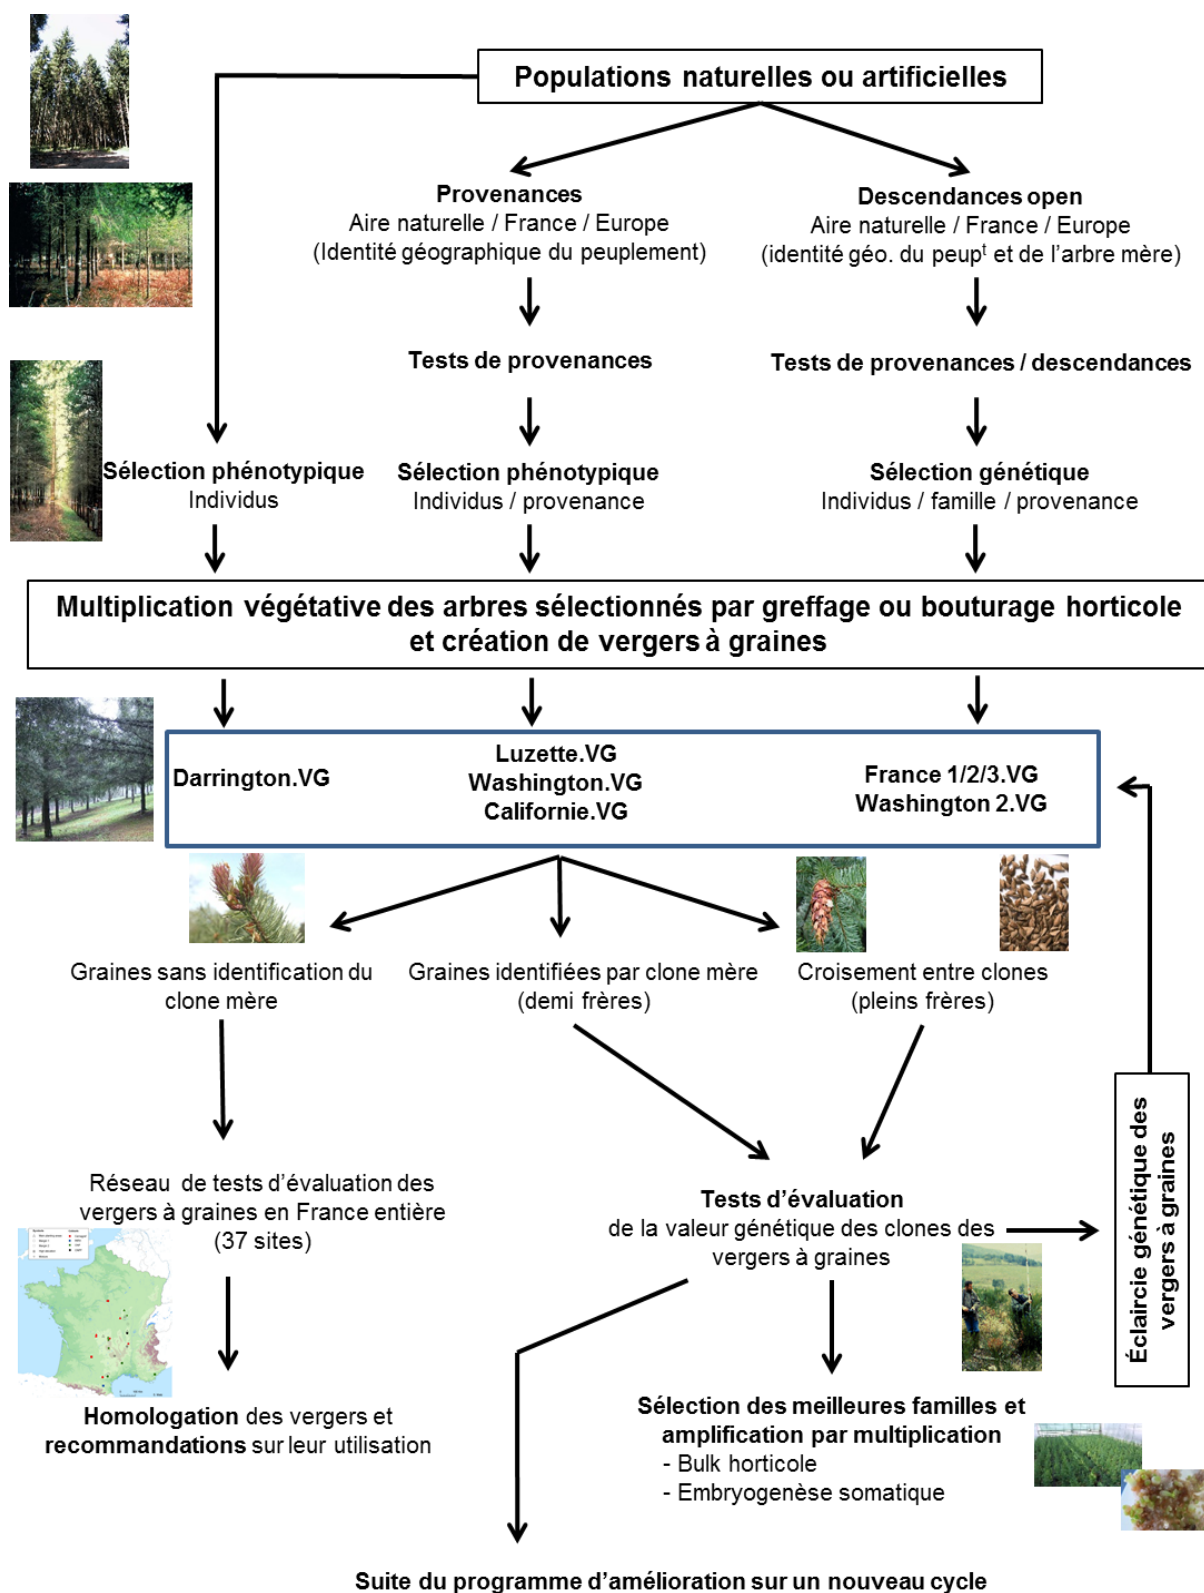 Populations naturelles ou artificielles
Provenances
Aire naturelle / France / Europe
(Identité géographique du peuplement)
Descendances open
Aire naturelle / France / Europe
(identité géo. du peupᵗ et de l'arbre mère)
Tests de provenances
Tests de provenances / descendances
Sélection phénotypique
Individus
Sélection phénotypique
Individus / provenance
Sélection génétique
Individus / famille / provenance
Multiplication végétative des arbres sélectionnés par greffage ou bouturage horticole
et création de vergers à graines
Darrington.VG
Luzette.VG
Washington.VG
Californie.VG
France 1/2/3.VG
Washington 2.VG
Graines sans identification du
clone mère
Graines identifiées par clone mère
(demi frères)
Croisement entre clones
(pleins frères)
Éclaircie génétique des
vergers à graines
Réseau de tests d'évaluation des
vergers à graines en France entière
(37 sites)
Tests d'évaluation
de la valeur génétique des clones des
vergers à graines
Homologation des vergers et
recommandations sur leur utilisation
Sélection des meilleures familles et
amplification par multiplication
- Bulk horticole
- Embryogenèse somatique
Suite du programme d'amélioration sur un nouveau cycle